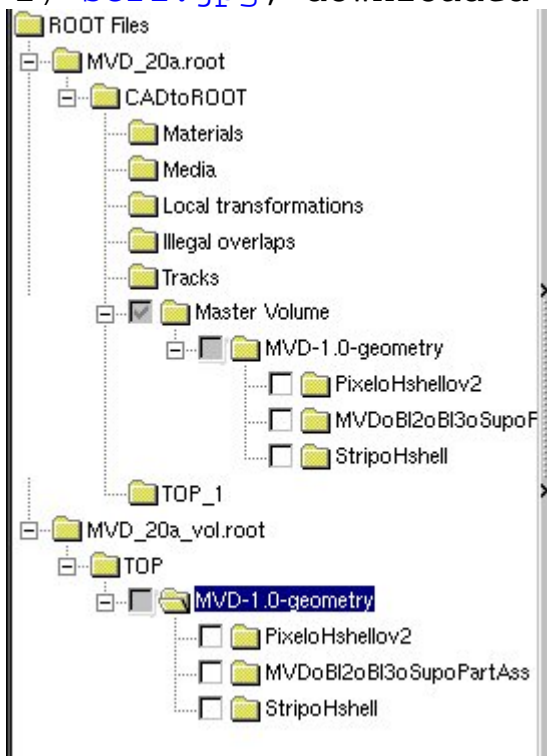 ROOT Files
MVD_20a.root
CADtoROOT
Materials
Media
Local transformations
Illegal overlaps
Tracks
Master Volume
MVD-1.0-geometry
PixeloHshellov2
MVDoBl2oBl3oSupoF
StripoHshell
TOP_1
MVD_20a_vol.root
TOP
MVD-1.0-geometry
PixeloHshellov2
MVDoBl2oBl3oSupoPartAss
StripoHshell